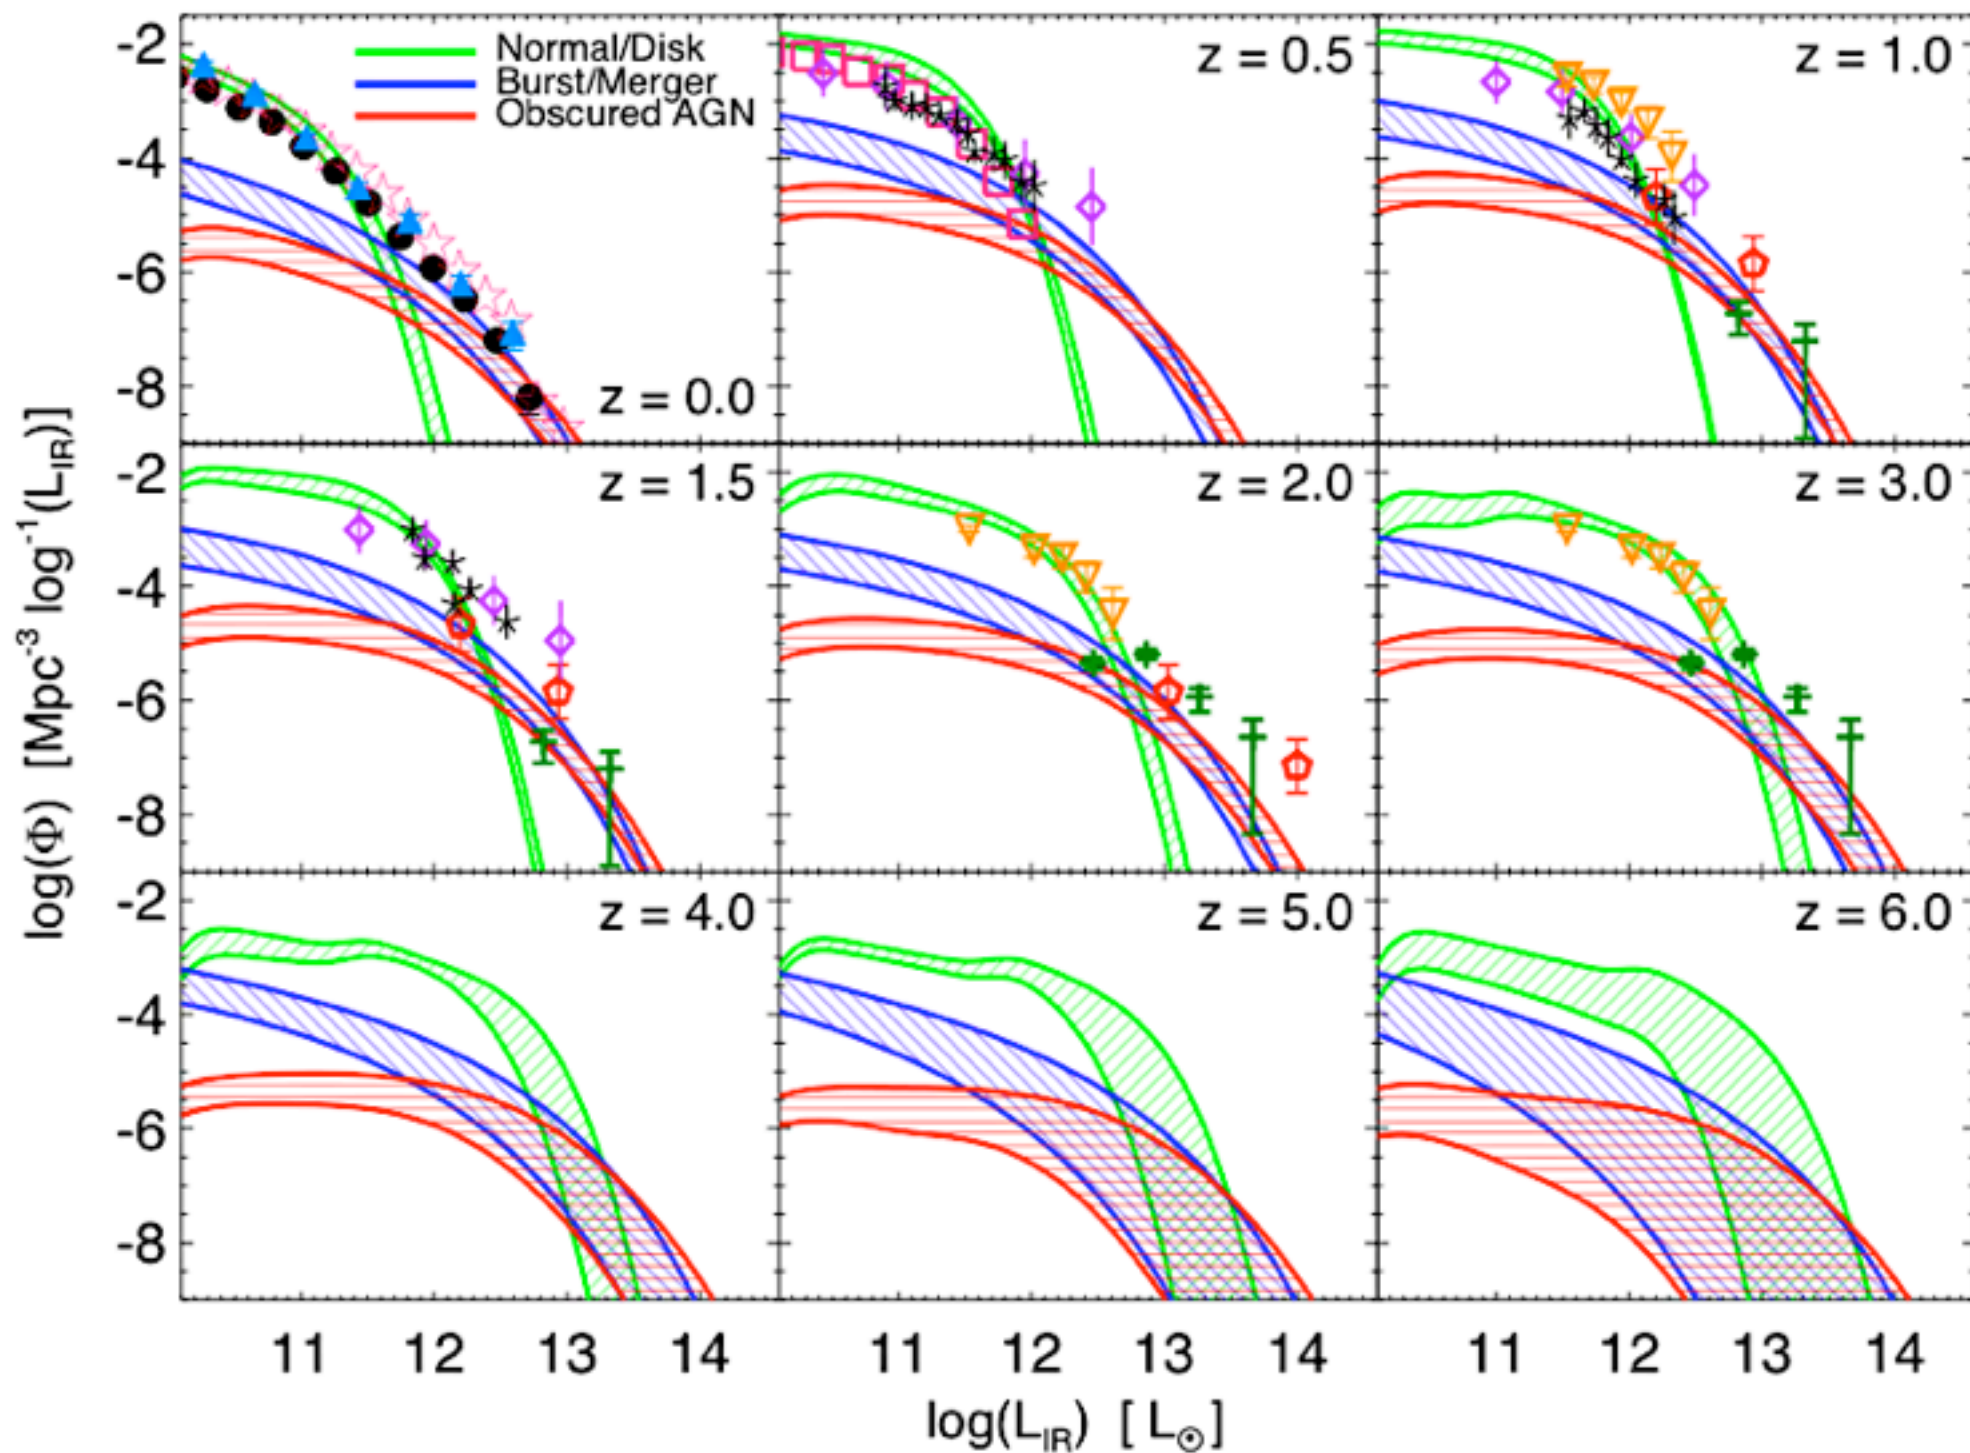 Normal/Disk
Burst/Merger
Obscured AGN
z = 0.0
z = 0.5
z = 1.0
z = 1.5
z = 2.0
z = 3.0
z = 4.0
z = 5.0
z = 6.0
-2
-4
-6
-8
-2
-4
-6
-8
-2
-4
-6
-8
log(Φ) [Mpc⁻³ log⁻¹(L_IR)]
11 12 13 14 11 12 13 14 11 12 13 14
log(L_IR) [ L_⊙]